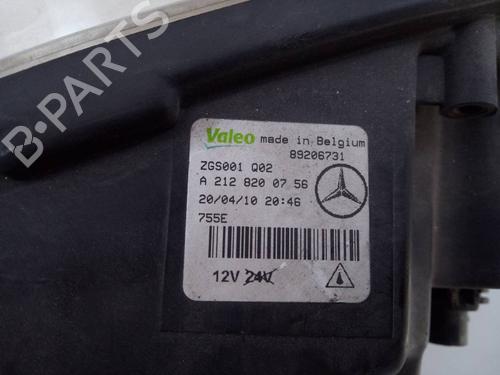 Valeo made in Belgium
89206731
ZGS001 Q02
A 212 820 07 56
20/04/10 20:46
755E
12V 24V
B-PARTS